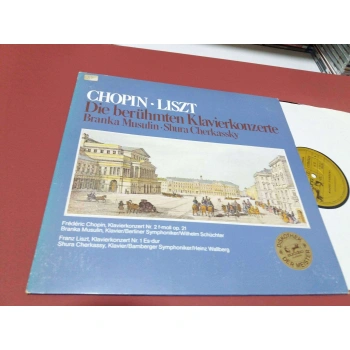 CHOPIN · LISZT
Die berühmten Klavierkonzerte
Branka Musulin · Shura Cherkassky
Frédéric Chopin, Klavierkonzert Nr. 2 f-moll op. 21
Branka Musulin, Klavier/Berliner Symphoniker/Wilhelm Schüchter
Franz Liszt, Klavierkonzert Nr. 1 Es-dur
Shura Cherkassy, Klavier/Bamberger Symphoniker/Heinz Wallberg